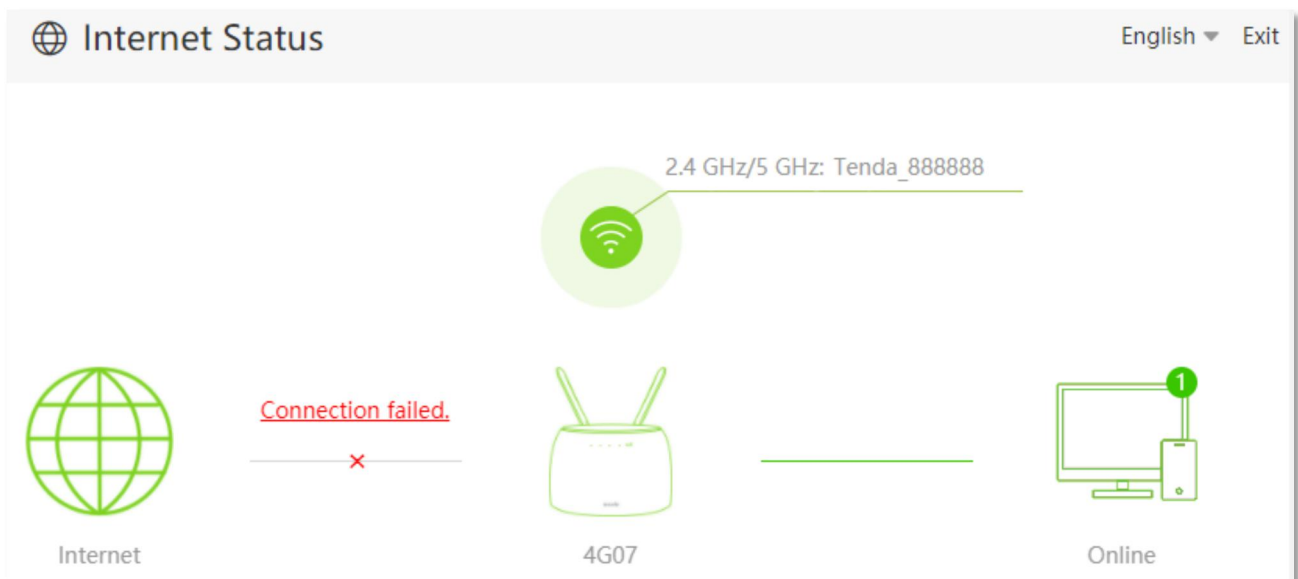 Internet Status
English Exit
2.4 GHz/5 GHz: Tenda_888888
1
Connection failed.
Internet
4G07
Online